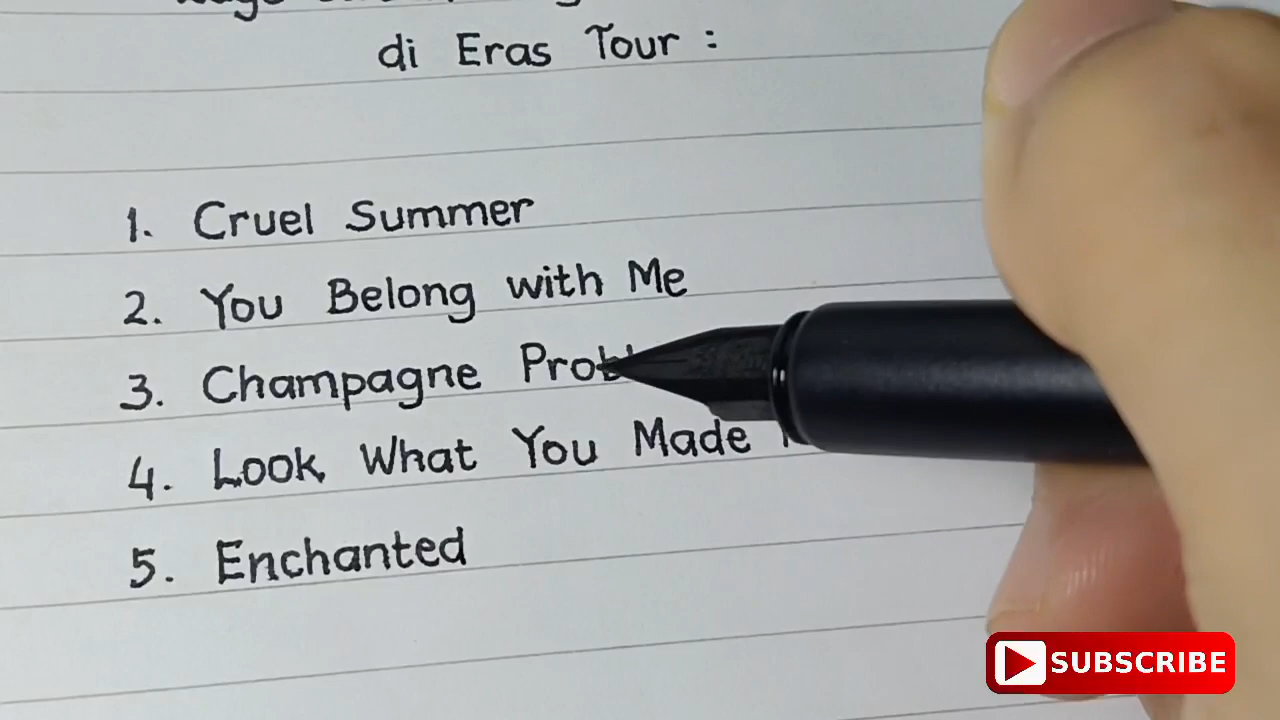 di Eras Tour :
1. Cruel Summer
2. You Belong with Me
3. Champagne
4. Look What You Made
5. Enchanted
SUBSCRIBE